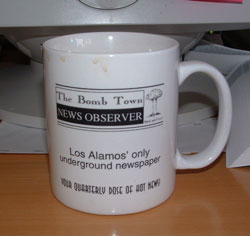 The Bomb Town
NEWS OBSERVER
Los Alamos' only
underground newspaper
YOUR QUARTERLY DOSE OF HOT NEWS!